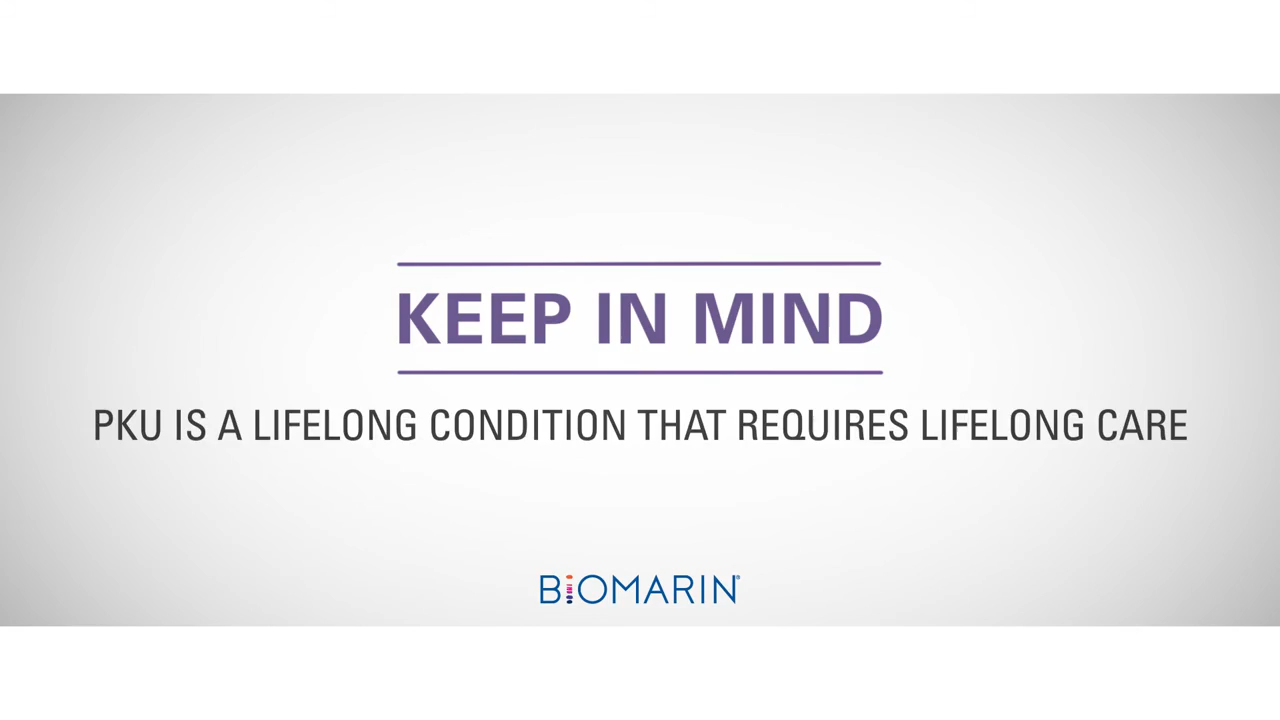 KEEP IN MIND
PKU IS A LIFELONG CONDITION THAT REQUIRES LIFELONG CARE
BIOMARIN®